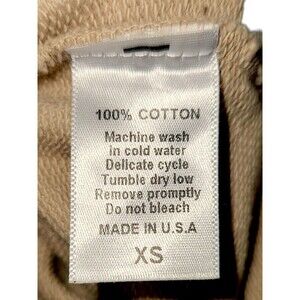 100% COTTON
Machine wash
in cold water
Delicate cycle
Tumble dry low
Remove promptly
Do not bleach
MADE IN U.S.A
XS